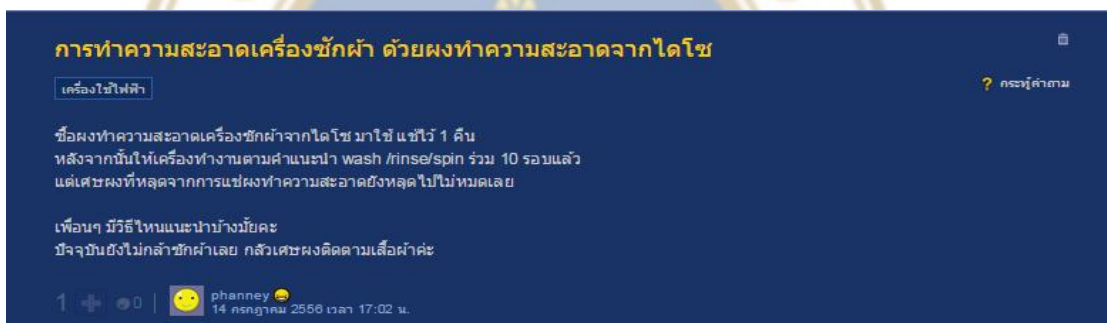 การทำความสะอาดเครื่องซักผ้า ด้วยผงทำความสะอาดจากไดโซ
เครื่องใช้ไฟฟ้า
? กระทู้คำถาม
ซื้อผงทำความสะอาดเครื่องซักผ้าจากไดโซ มาใช้ แช่ไว้ 1 คืน
หลังจากนั้นให้เครื่องทำงานตามคำแนะนำ wash /rinse/spin ร่วม 10 รอบแล้ว
แต่เศษผงที่หลุดจากการแช่ผงทำความสะอาดยังหลุดไปไม่หมดเลย
เพื่อนๆ มีวิธีไหนแนะนำบ้างมั้ยคะ
ปัจจุบันยังไม่กล้าซักผ้าเลย กลัวเศษผงติดตามเสื้อผ้าค่ะ
1 0
phanney
14 กรกฎาคม 2556 เวลา 17:02 น.